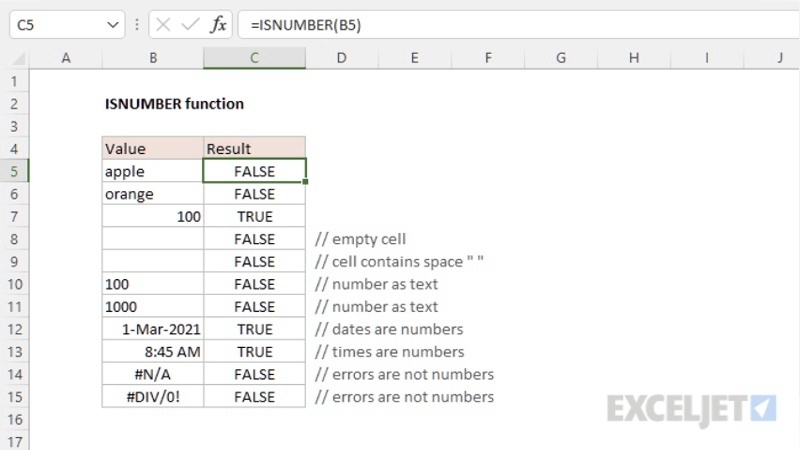 C5 fx =ISNUMBER(B5)
A B C D E F G H I J
1
2 ISNUMBER function
3
4 Value Result
5 apple FALSE
6 orange FALSE
7 100 TRUE
8 FALSE // empty cell
9 FALSE // cell contains space " "
10 100 FALSE // number as text
11 1000 FALSE // number as text
12 1-Mar-2021 TRUE // dates are numbers
13 8:45 AM TRUE // times are numbers
14 #N/A FALSE // errors are not numbers
15 #DIV/0! FALSE // errors are not numbers
16 EXCELJET
17